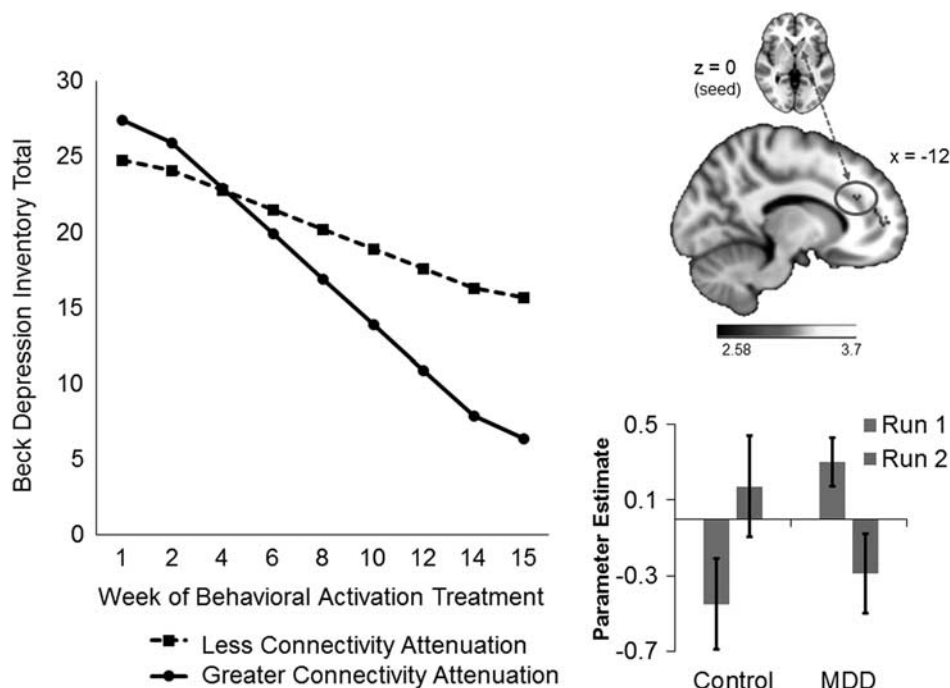 Beck Depression Inventory Total
30
25
20
15
10
5
0
1 2 4 6 8 10 12 14 15
Week of Behavioral Activation Treatment
Less Connectivity Attenuation
Greater Connectivity Attenuation
z = 0
(seed)
x = -12
2.58 3.7
Parameter Estimate
0.5
0.1
-0.3
-0.7
Run 1
Run 2
Control MDD